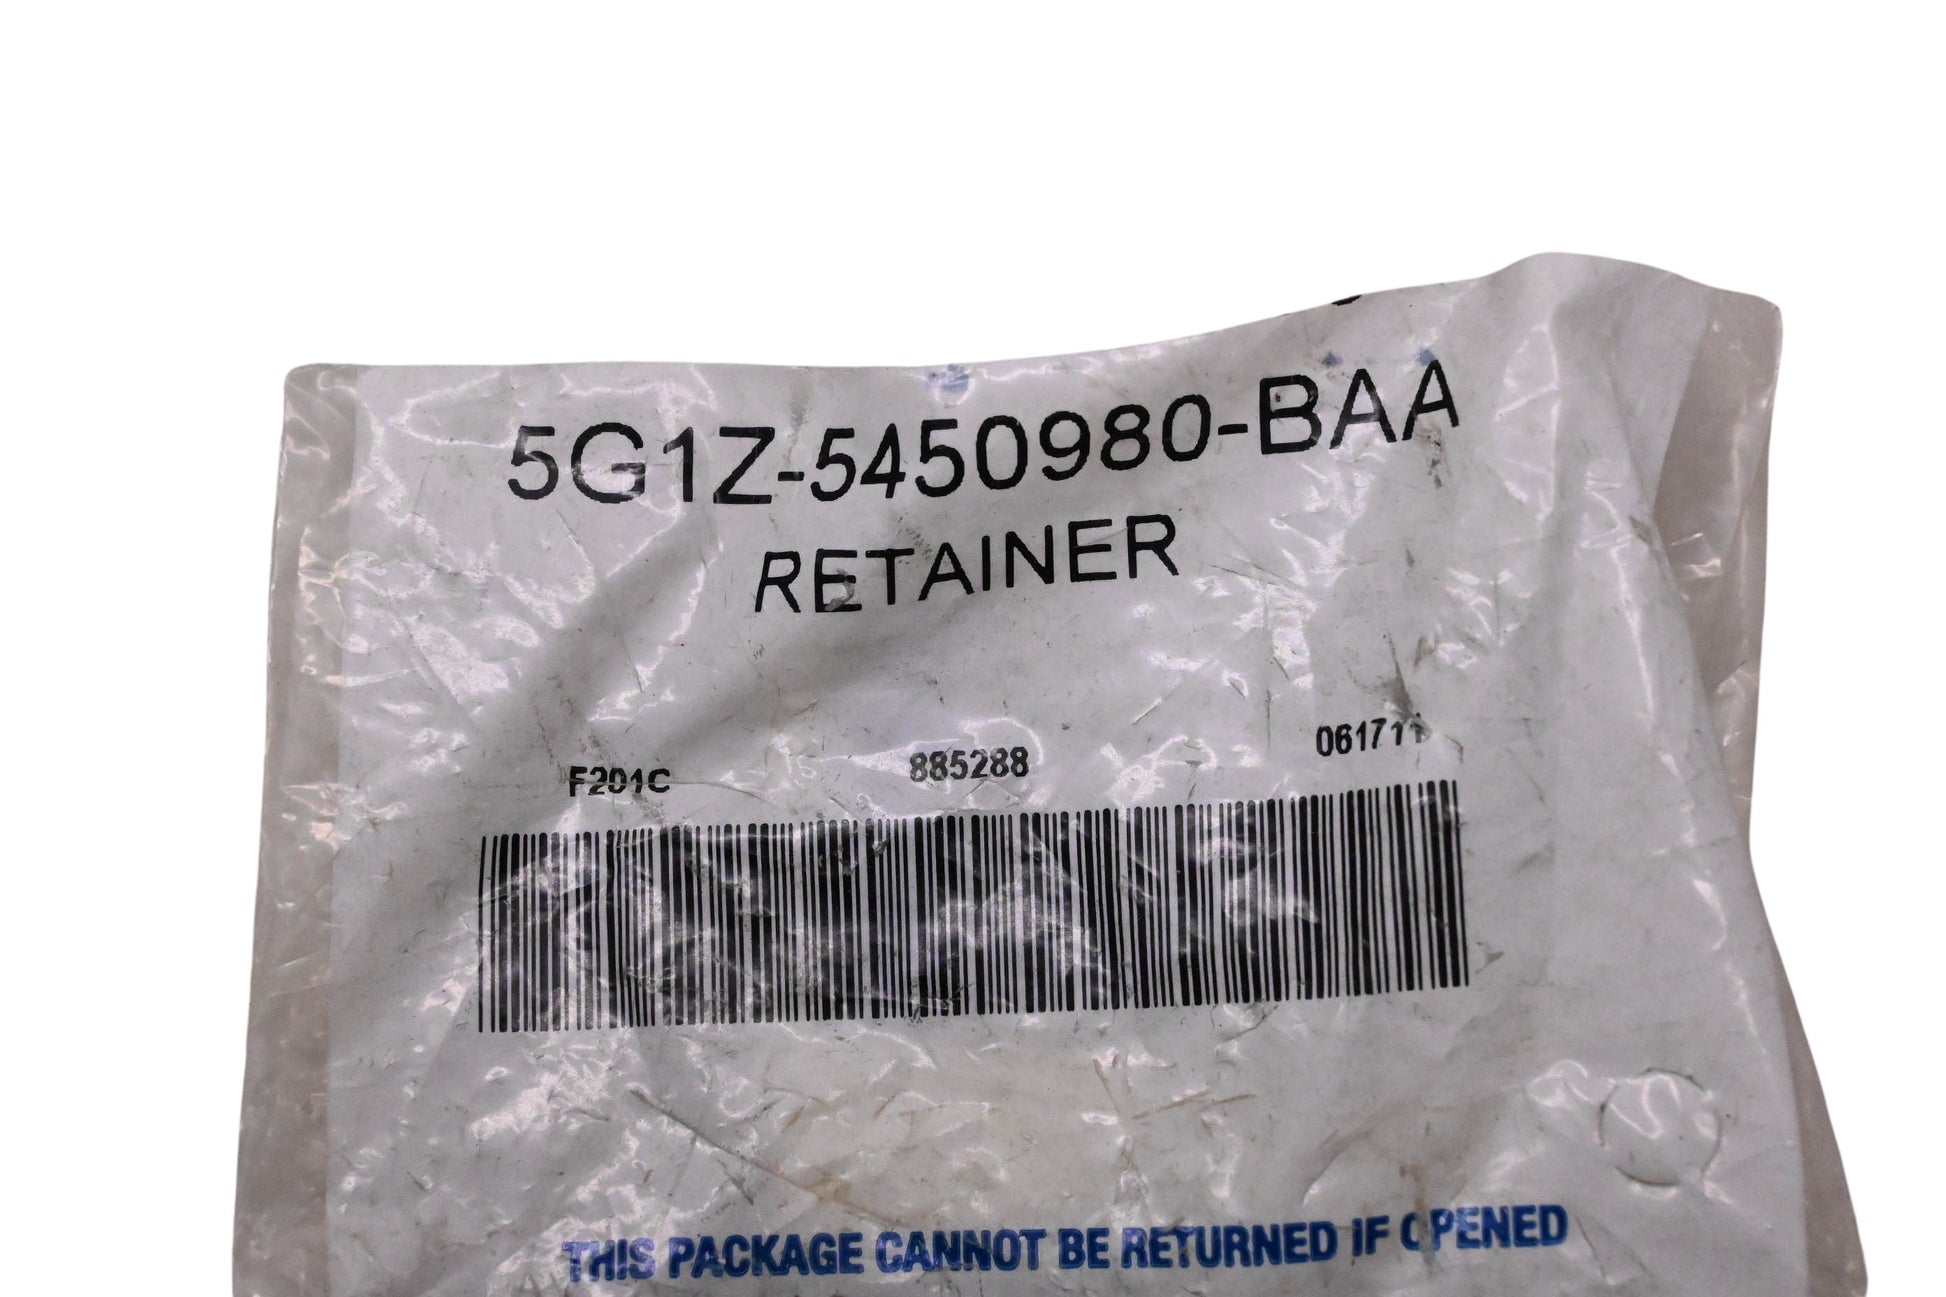 5G1Z-5450980-BAA
RETAINER
F201C 885288 061711
THIS PACKAGE CANNOT BE RETURNED IF OPENED